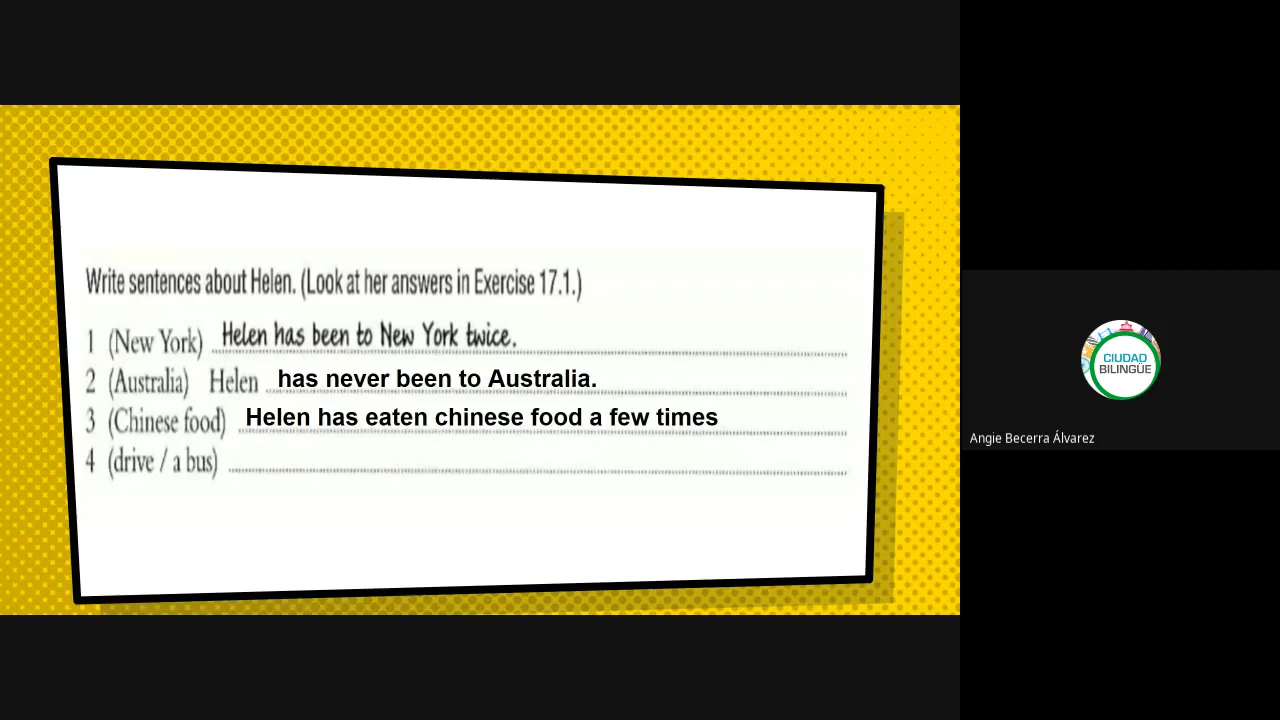 Write sentences about Helen. (Look at her answers in Exercise 17.1.)
1 (New York) Helen has been to New York twice.
2 (Australia) Helen has never been to Australia.
3 (Chinese food) Helen has eaten chinese food a few times
4 (drive / a bus)
CIUDAD
BILINGÜE
Angie Becerra Álvarez